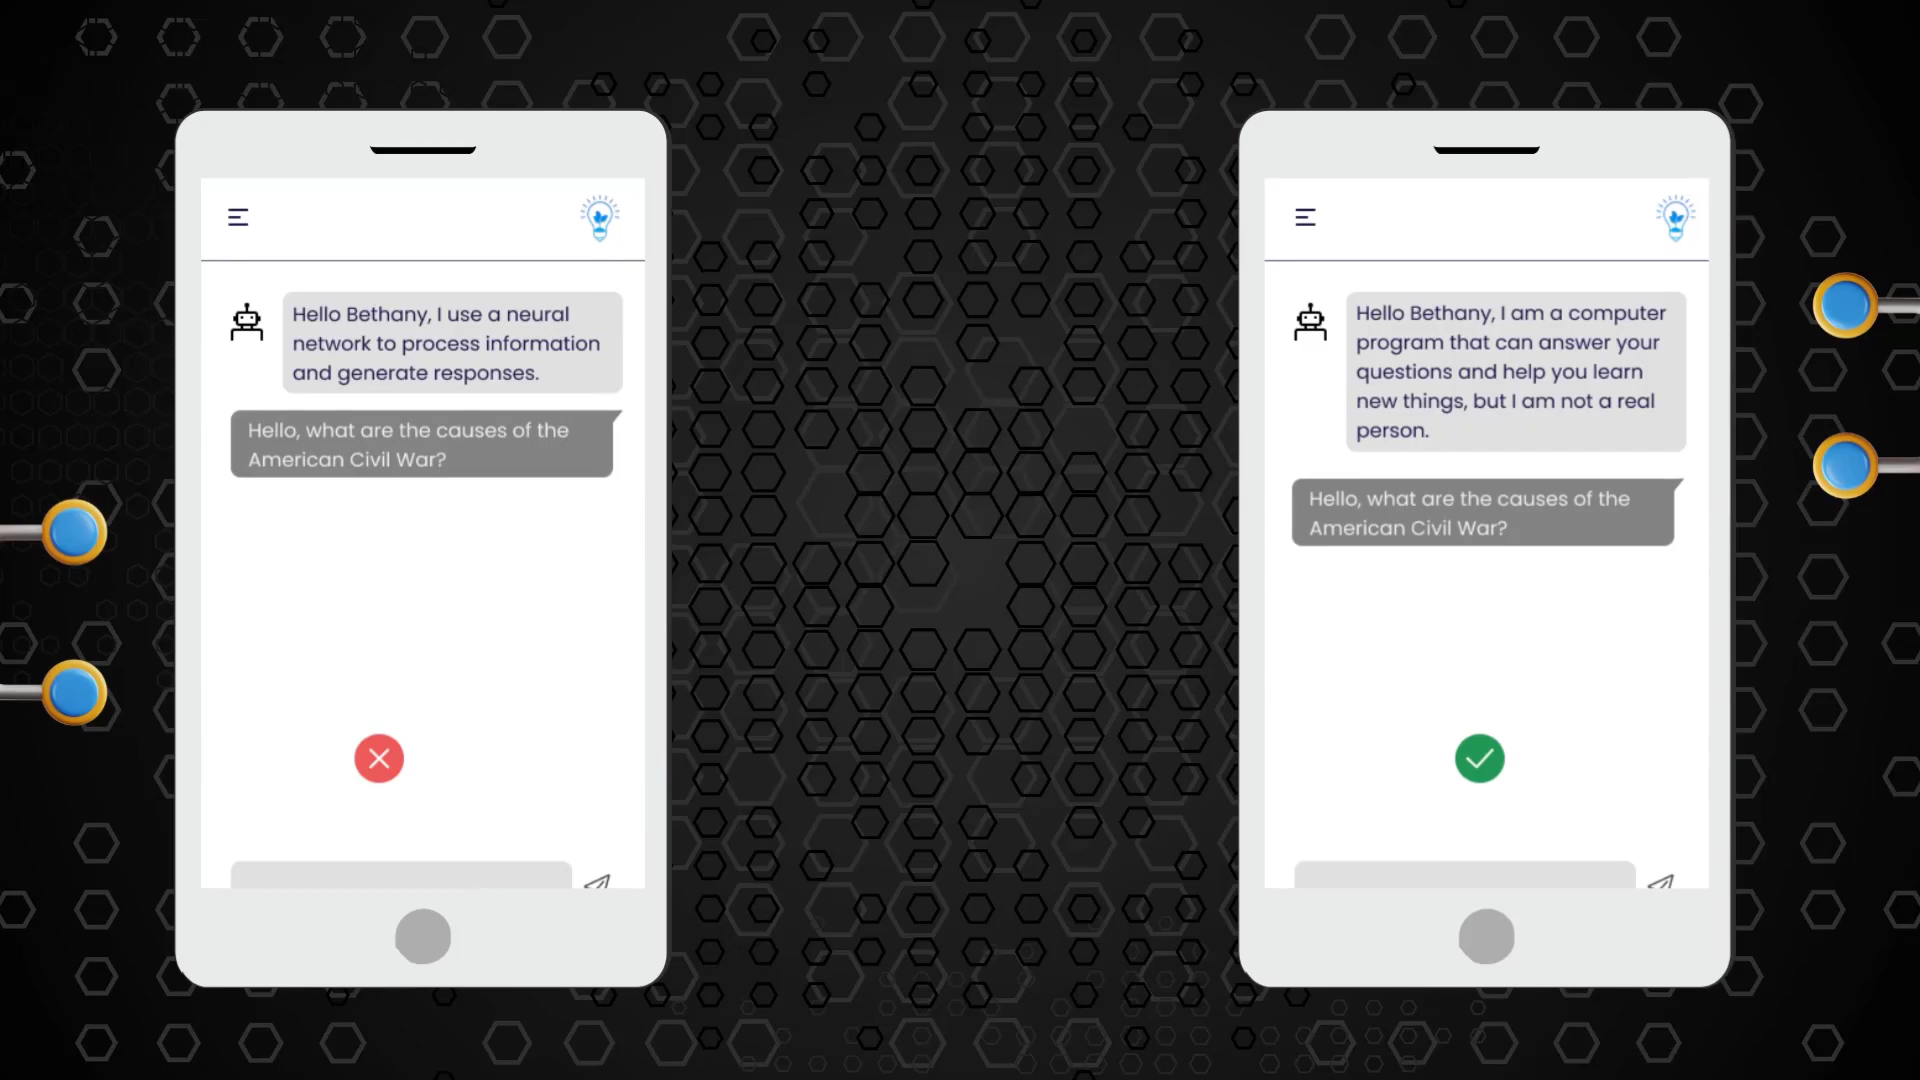 Hello Bethany, I use a neural
network to process information
and generate responses.
Hello, what are the causes of the
American Civil War?
Hello Bethany, I am a computer
program that can answer your
questions and help you learn
new things, but I am not a real
person.
Hello, what are the causes of the
American Civil War?